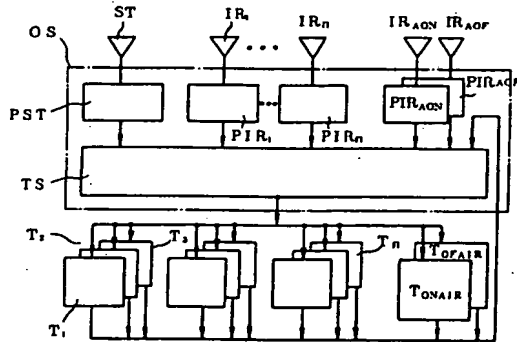 OS
ST
IR₁ • • • IRₙ
IR_AON IR_AOF
PST
PIR₁
PIRₙ
PIR_AON
PIR_AOF
TS
T₂
T₃
Tₙ
T_OFAIR
T_ONAIR
T₁